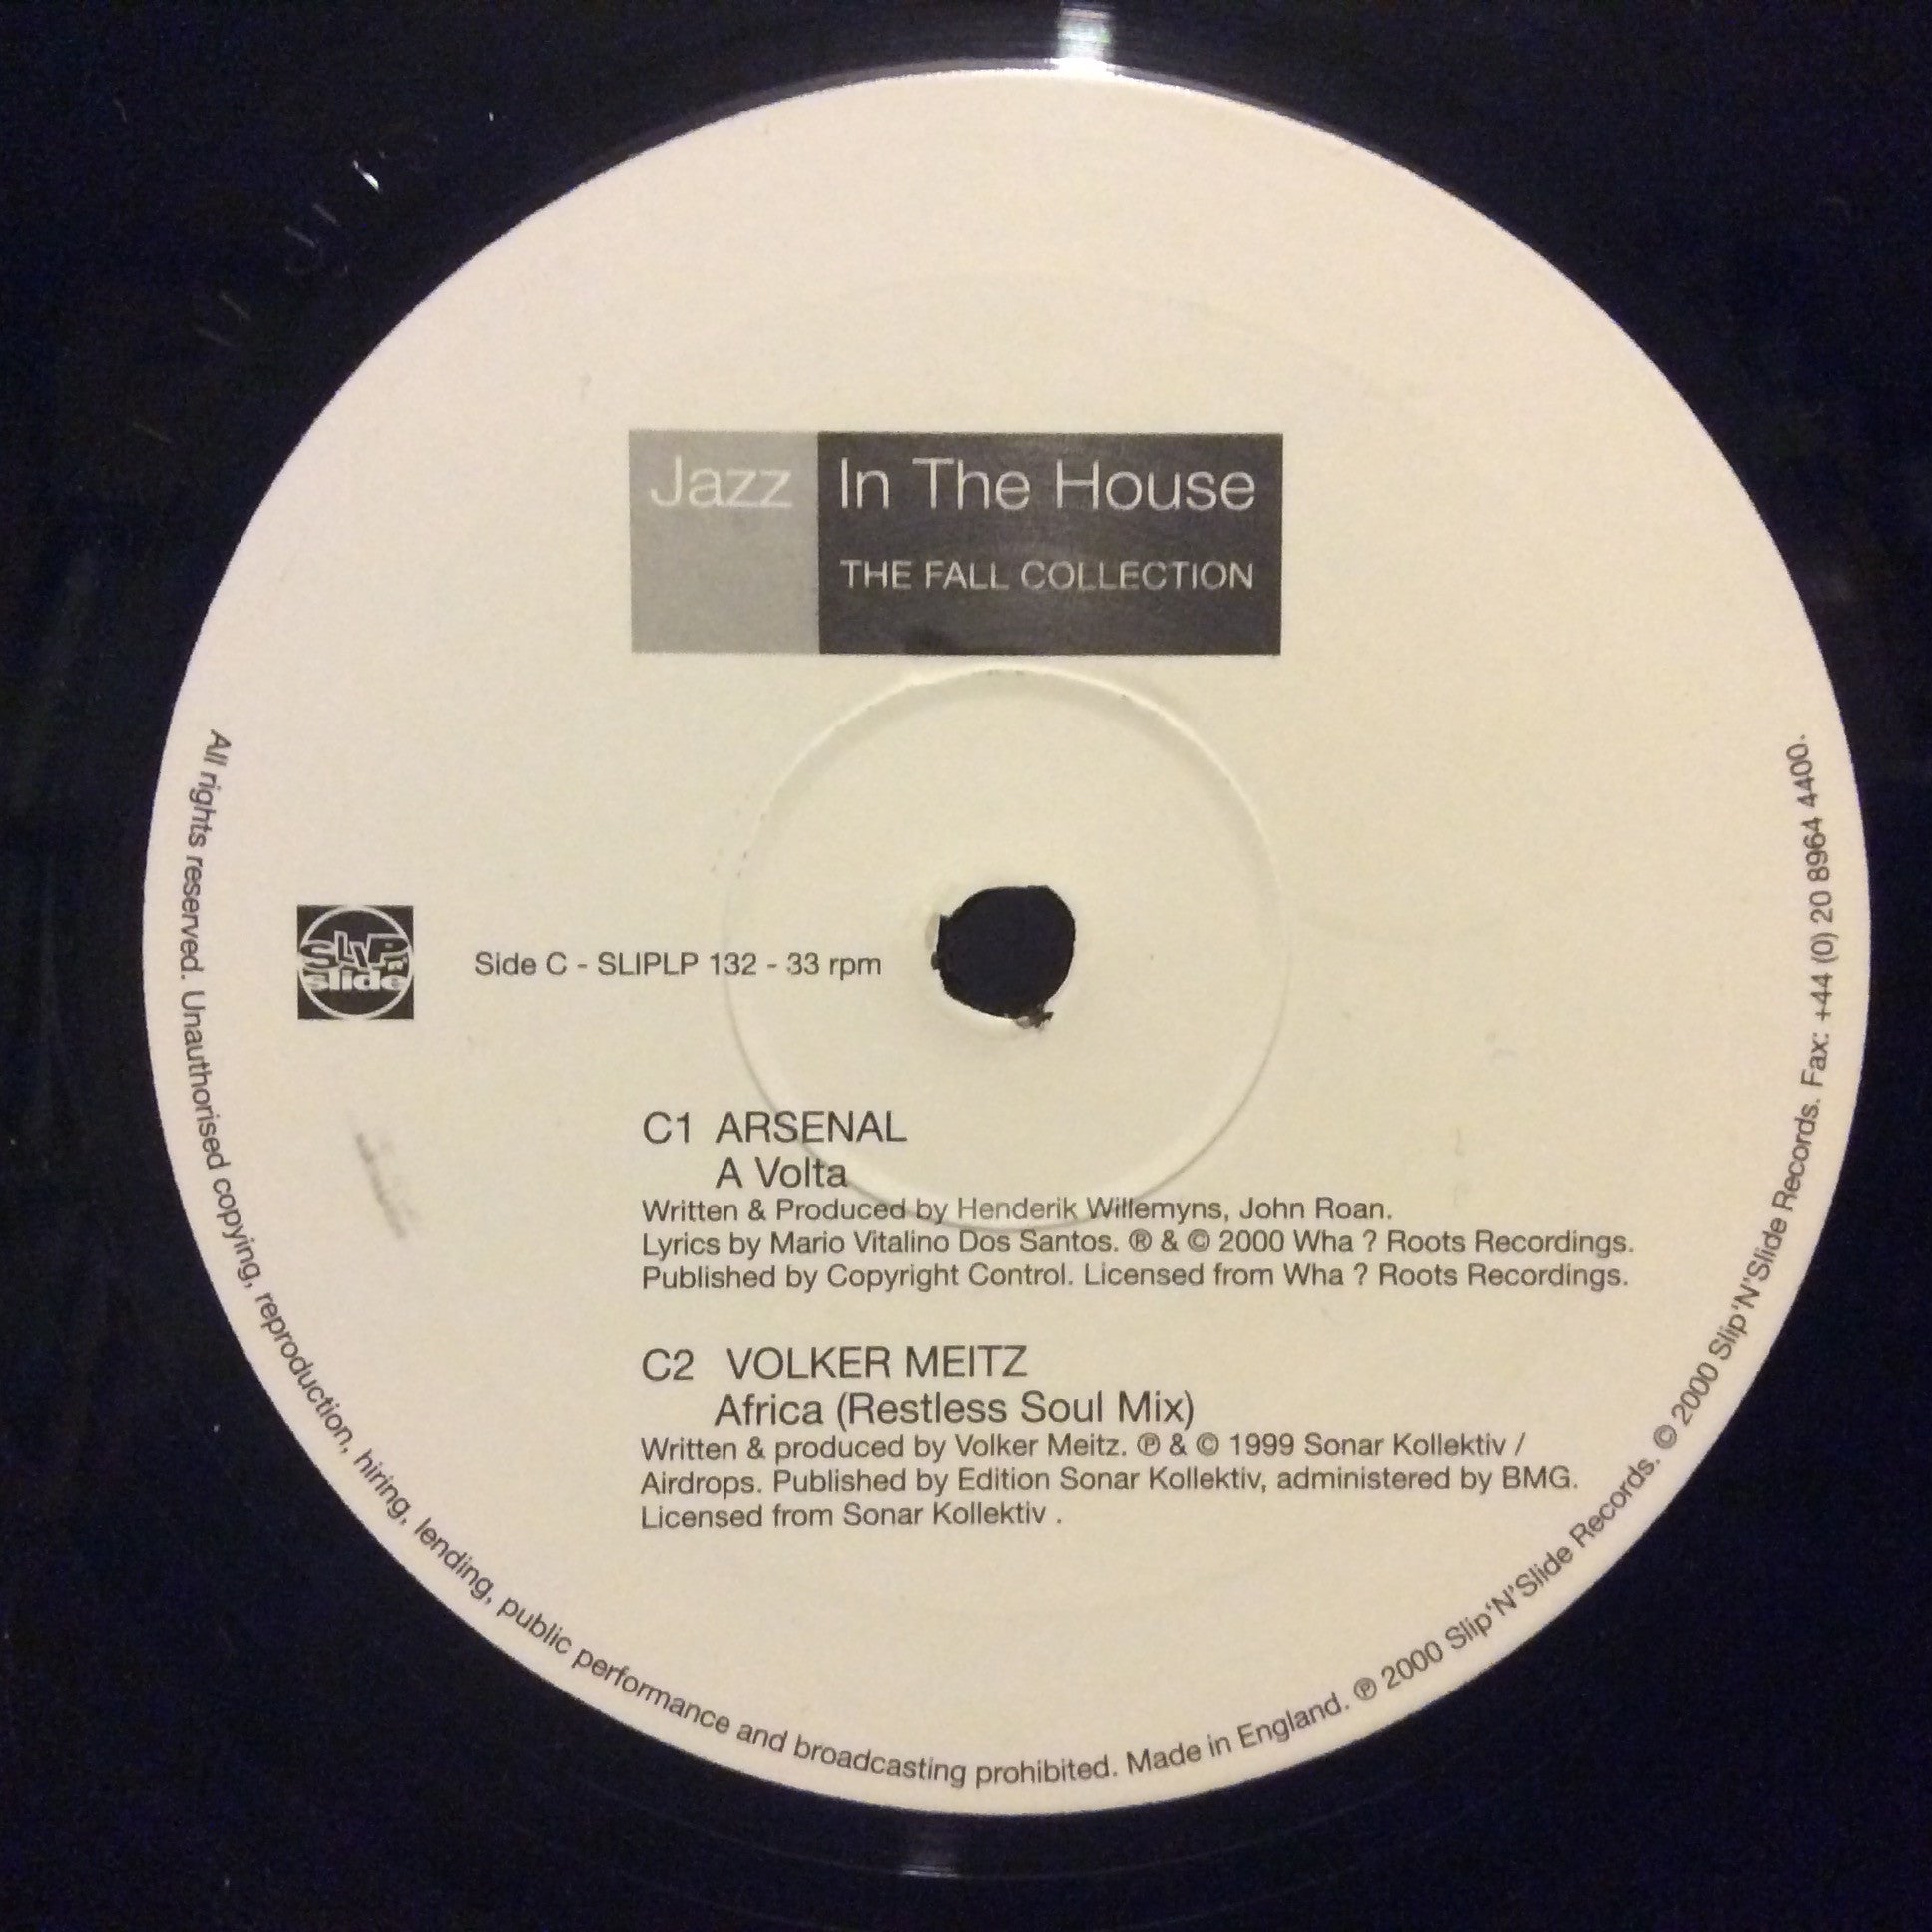 Jazz In The House
THE FALL COLLECTION
SLIP N slide
Side C - SLIPLP 132 - 33 rpm
C1 ARSENAL
A Volta
Written & Produced by Henderik Willemyns, John Roan.
Lyrics by Mario Vitalino Dos Santos. ® & © 2000 Wha ? Roots Recordings.
Published by Copyright Control. Licensed from Wha ? Roots Recordings.
C2 VOLKER MEITZ
Africa (Restless Soul Mix)
Written & produced by Volker Meitz. ℗ & © 1999 Sonar Kollektiv /
Airdrops. Published by Edition Sonar Kollektiv, administered by BMG.
Licensed from Sonar Kollektiv .
All rights reserved. Unauthorised copying, reproduction, hiring, lending, public performance and broadcasting prohibited. Made in England. ℗ 2000 Slip'N'Slide Records. © 2000 Slip'N'Slide Records. Fax: +44 (0) 20 8964 4400.